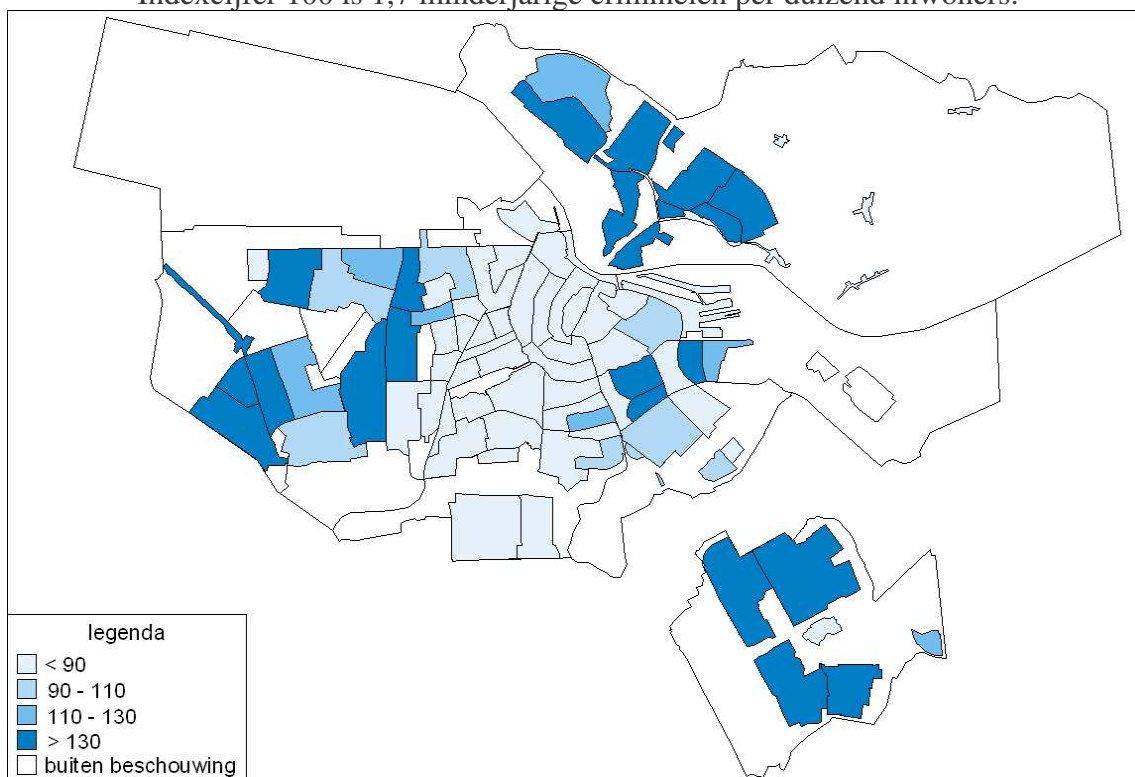 Indexcijfer 100 is 1,7 minderjarige criminelen per duizend inwoners.
legenda
< 90
90 - 110
110 - 130
> 130
buiten beschouwing